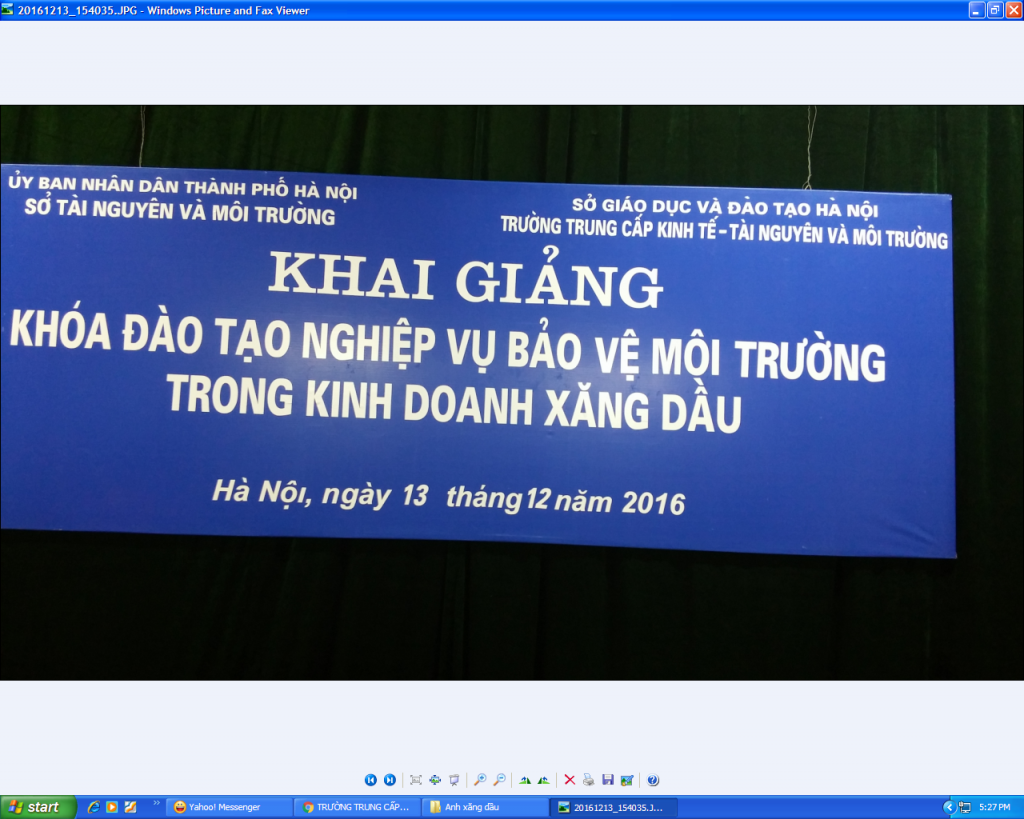 20161213_154035.JPG - Windows Picture and Fax Viewer
ỦY BAN NHÂN DÂN THÀNH PHỐ HÀ NỘI
SỞ TÀI NGUYÊN VÀ MÔI TRƯỜNG
SỞ GIÁO DỤC VÀ ĐÀO TẠO HÀ NỘI
TRƯỜNG TRUNG CẤP KINH TẾ - TÀI NGUYÊN VÀ MÔI TRƯỜNG
KHAI GIẢNG
KHÓA ĐÀO TẠO NGHIỆP VỤ BẢO VỆ MÔI TRƯỜNG
TRONG KINH DOANH XĂNG DẦU
Hà Nội, ngày 13 tháng 12 năm 2016
start
Yahoo! Messenger
TRƯỜNG TRUNG CẤP...
Anh xăng dầu
20161213_154035.J...
5:27 PM